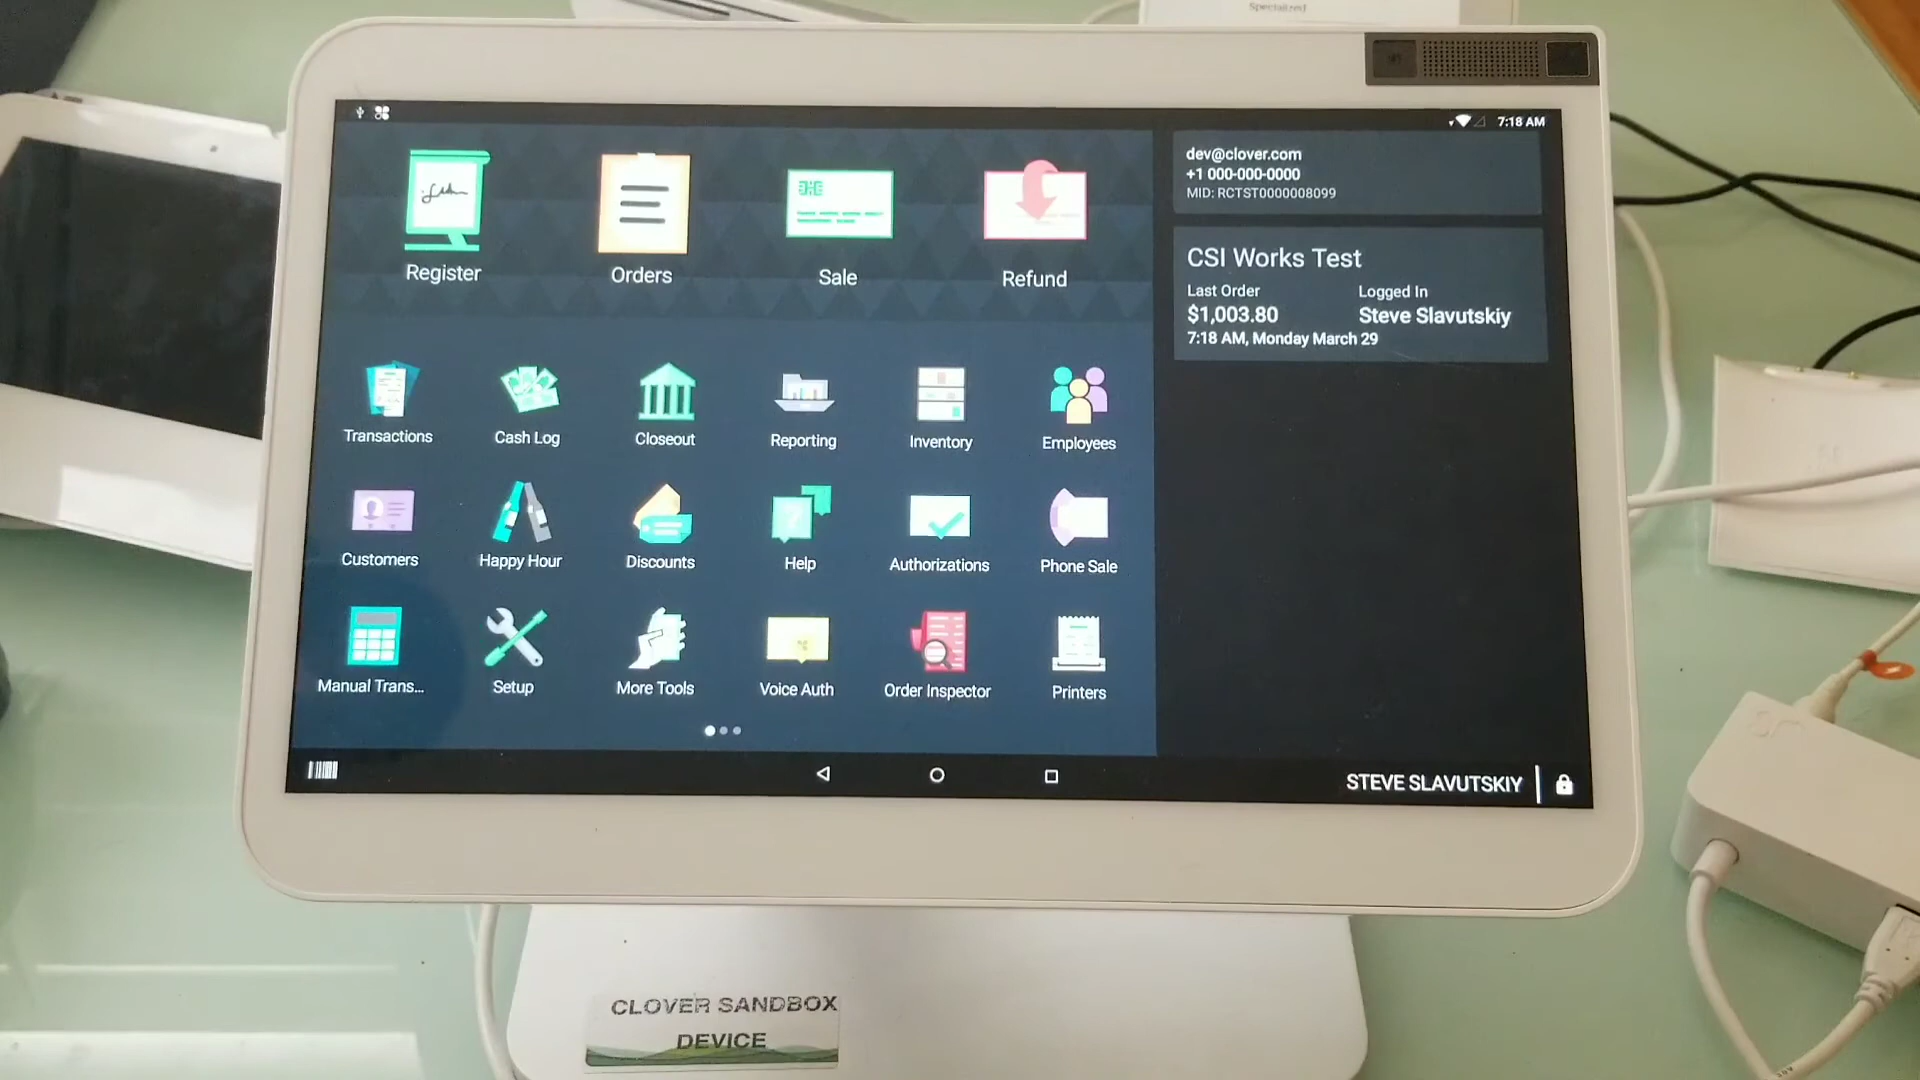 Specialized
7:18 AM
Register
Orders
Sale
Refund
dev@clover.com
+1 000-000-0000
MID: RCTST0000008099
CSI Works Test
Last Order
Logged In
$1,003.80
Steve Slavutskiy
7:18 AM, Monday March 29
Transactions
Cash Log
Closeout
Reporting
Inventory
Employees
Customers
Happy Hour
Discounts
Help
Authorizations
Phone Sale
Manual Trans...
Setup
More Tools
Voice Auth
Order Inspector
Printers
STEVE SLAVUTSKIY
CLOVER SANDBOX
DEVICE